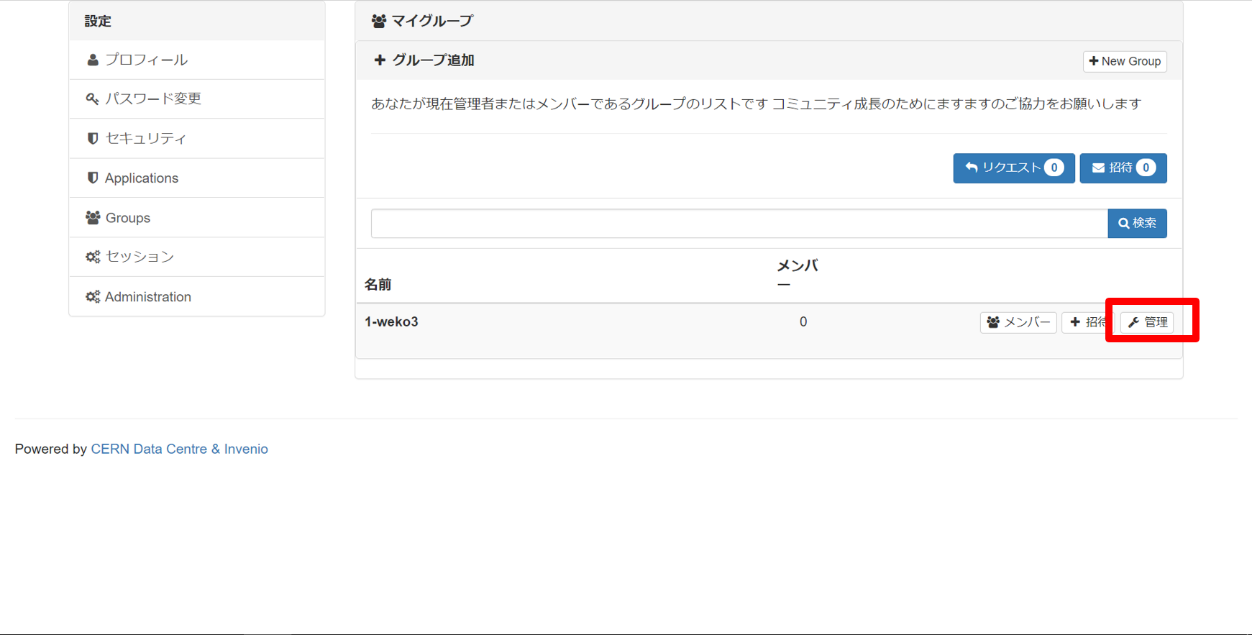 設定
プロフィール
パスワード変更
セキュリティ
Applications
Groups
セッション
Administration
マイグループ
グループ追加
New Group
あなたが現在管理者またはメンバーであるグループのリストです コミュニティ成長のためにますますのご協力をお願いします
リクエスト 0
招待 0
検索
名前
メンバ
ー
1-weko3
0
メンバー
招待
管理
Powered by CERN Data Centre & Invenio